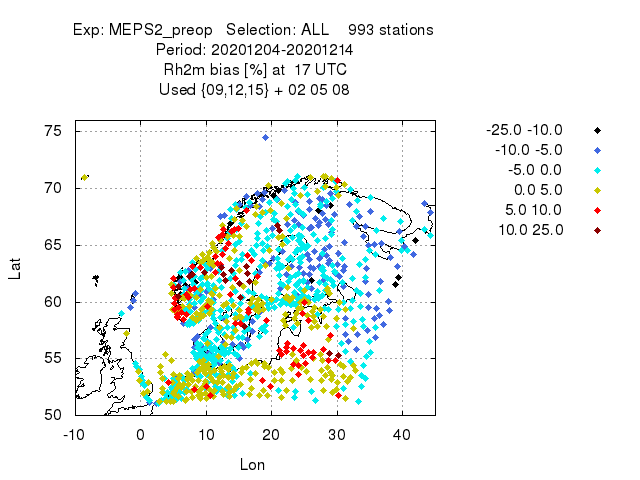 Exp: MEPS2_preop   Selection: ALL    993 stations
Period: 20201204-20201214
Rh2m bias [%] at  17 UTC
Used {09,12,15} + 02 05 08
-25.0 -10.0
-10.0 -5.0
-5.0 0.0
0.0 5.0
5.0 10.0
10.0 25.0
75
70
65
60
55
50
Lat
-10 0 10 20 30 40
Lon